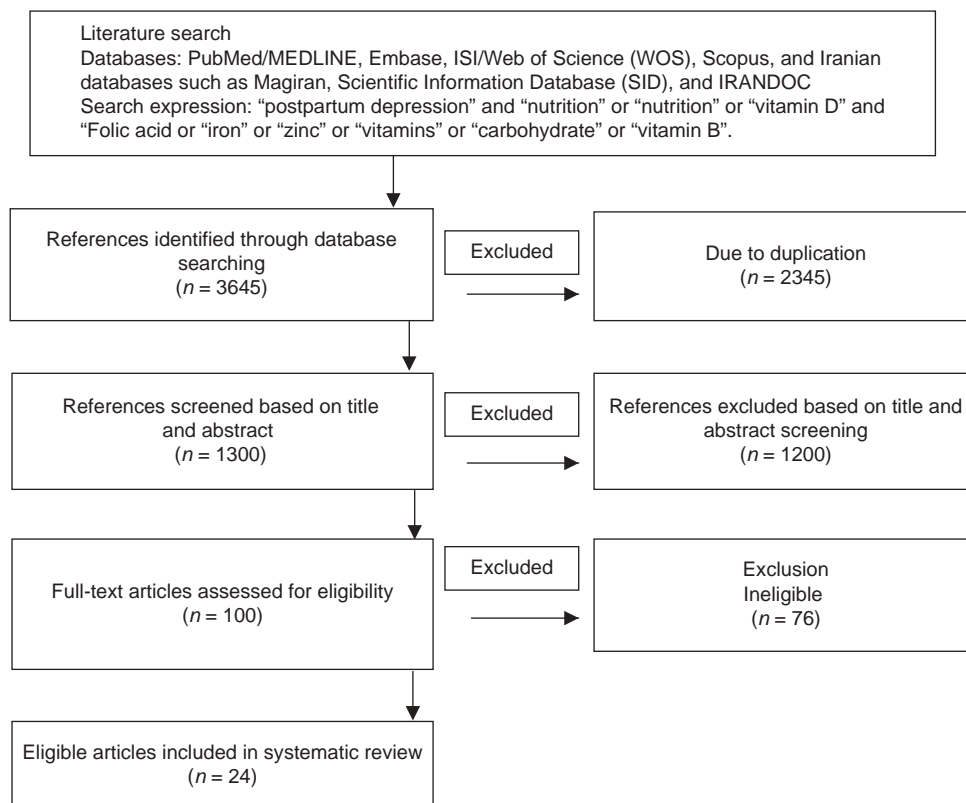 Literature search
Databases: PubMed/MEDLINE, Embase, ISI/Web of Science (WOS), Scopus, and Iranian
databases such as Magiran, Scientific Information Database (SID), and IRANDOC
Search expression: “postpartum depression” and “nutrition” or “nutrition” or “vitamin D” and
“Folic acid or “iron” or “zinc” or “vitamins” or “carbohydrate” or “vitamin B”.
References identified through database
searching
(n = 3645)
Excluded
Due to duplication
(n = 2345)
References screened based on title
and abstract
(n = 1300)
Excluded
References excluded based on title and
abstract screening
(n = 1200)
Full-text articles assessed for eligibility
(n = 100)
Excluded
Exclusion
Ineligible
(n = 76)
Eligible articles included in systematic review
(n = 24)